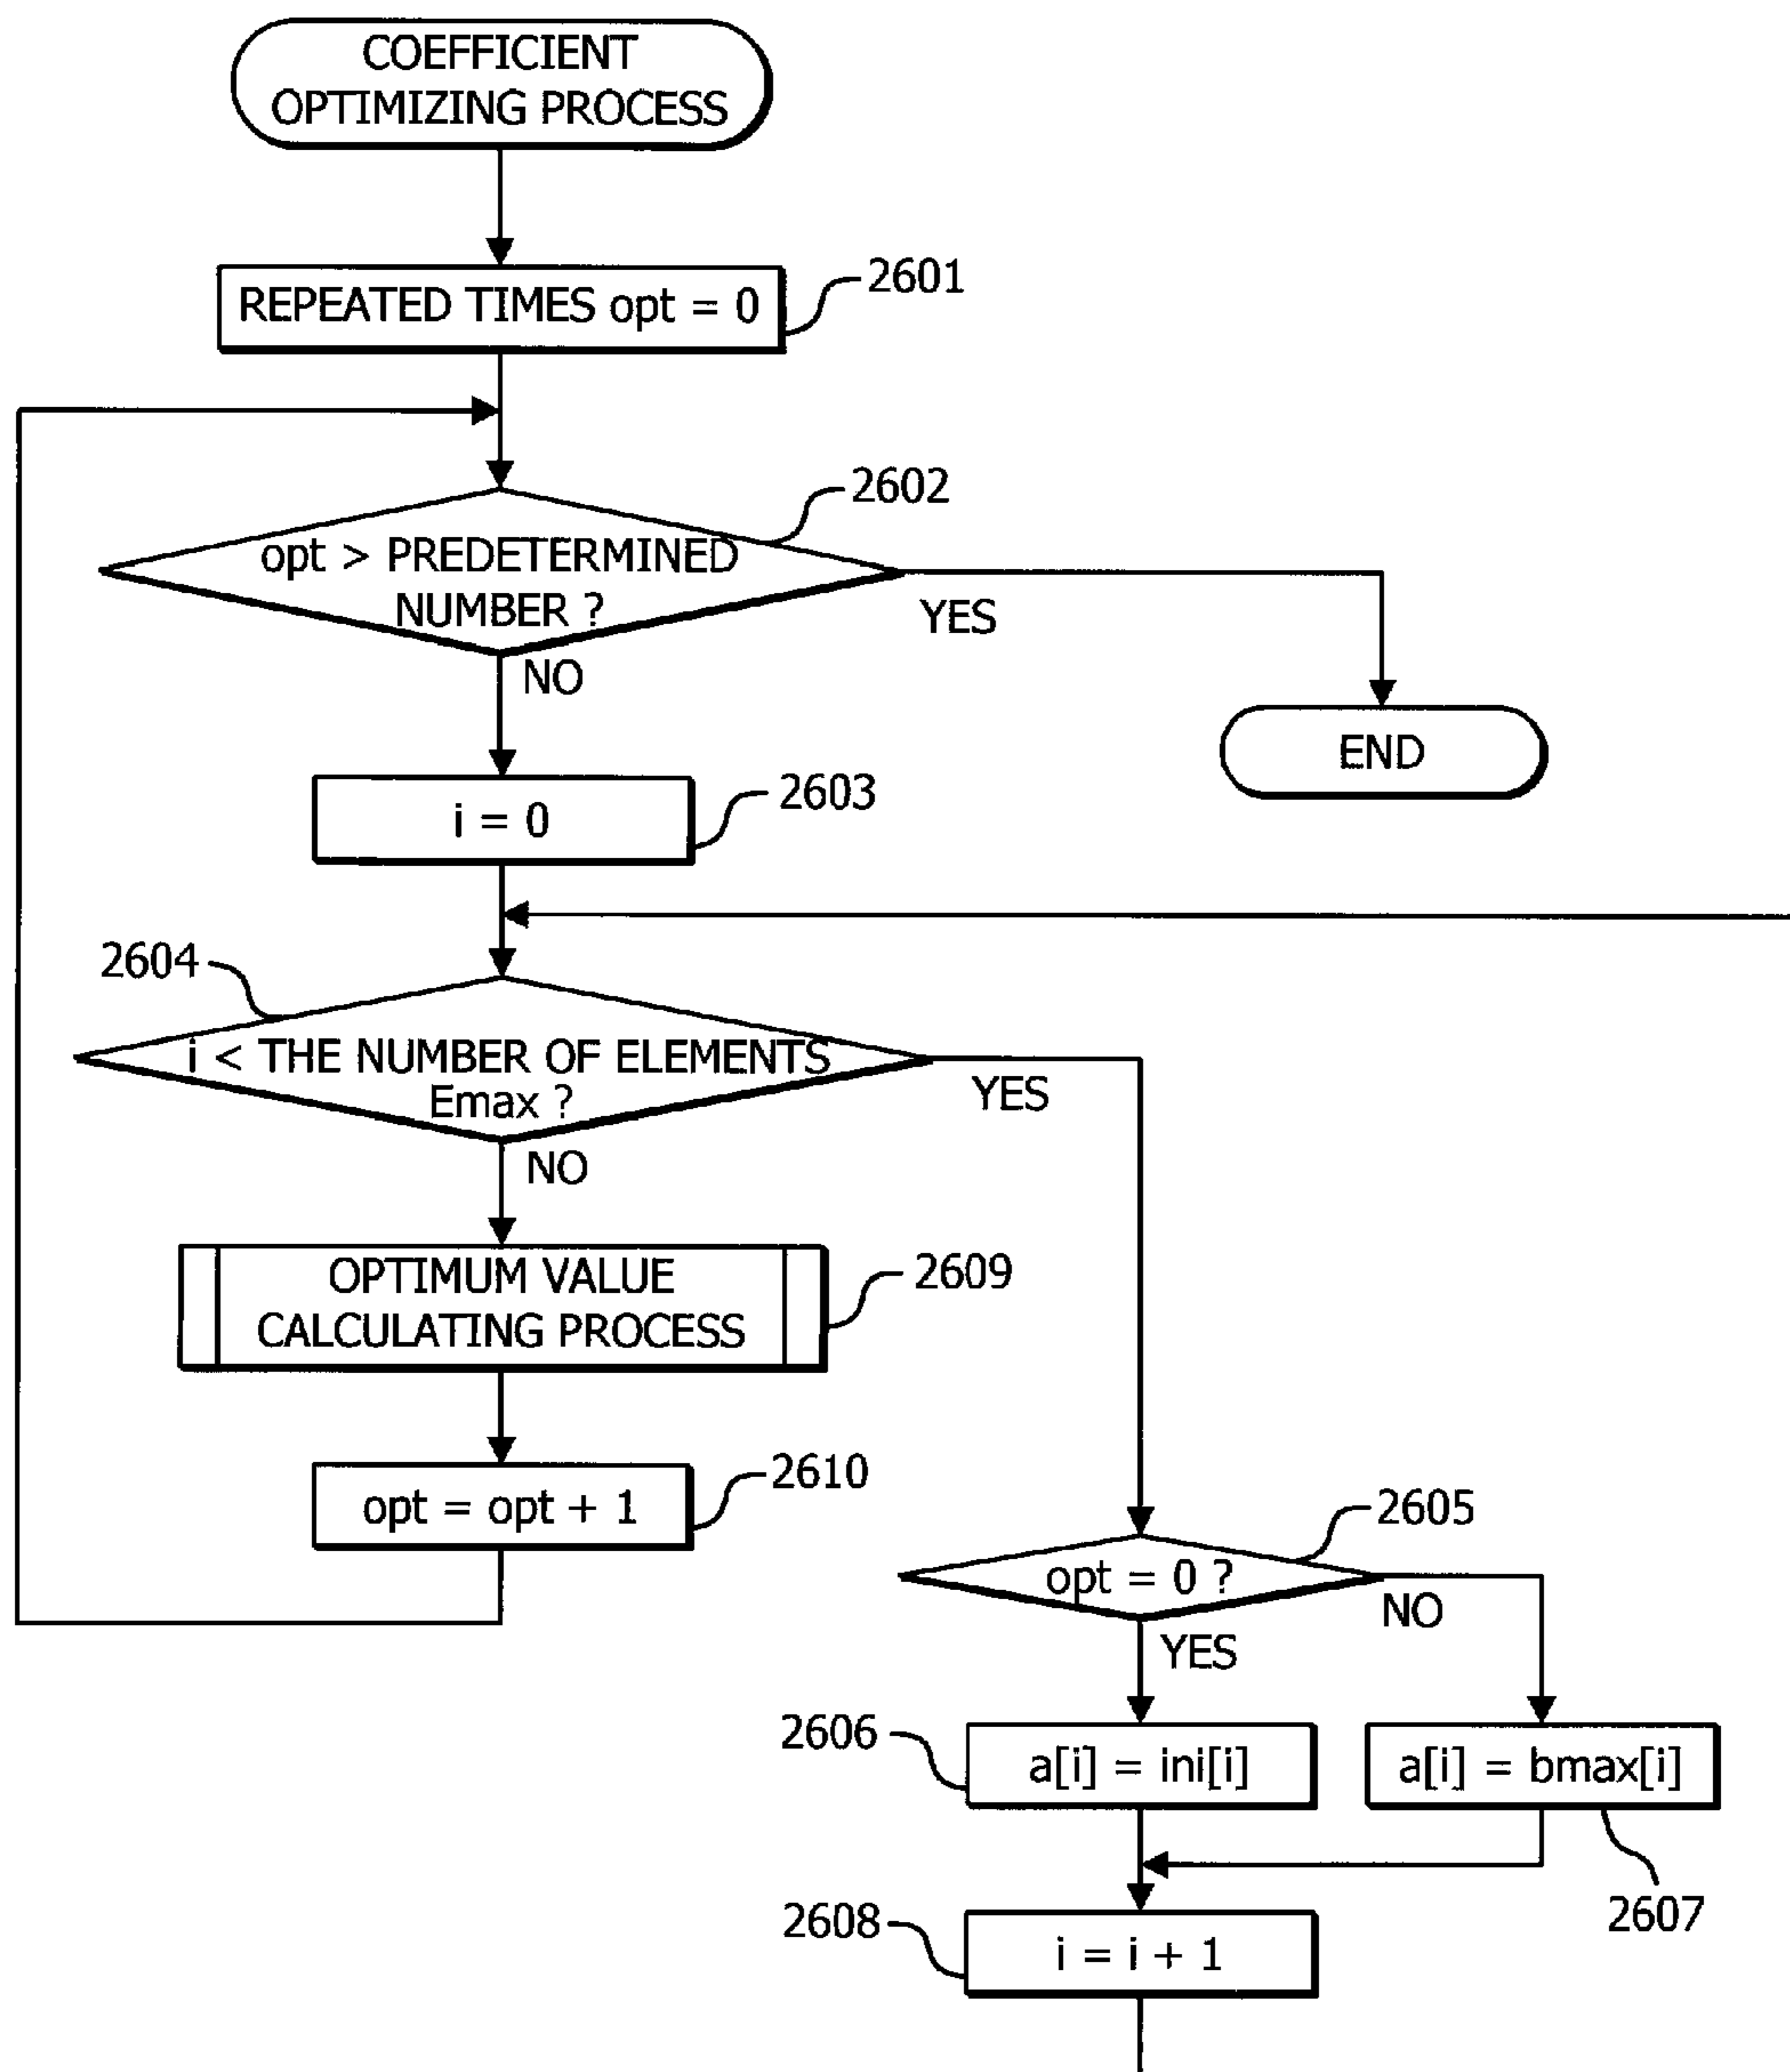 COEFFICIENT
OPTIMIZING PROCESS
REPEATED TIMES opt = 0
2601
2602
opt > PREDETERMINED
NUMBER ?
YES
NO
END
i = 0
2603
2604
i < THE NUMBER OF ELEMENTS
Emax ?
YES
NO
OPTIMUM VALUE
CALCULATING PROCESS
2609
opt = opt + 1
2610
2605
opt = 0 ?
NO
YES
2606
a[i] = ini[i]
a[i] = bmax[i]
2607
2608
i = i + 1